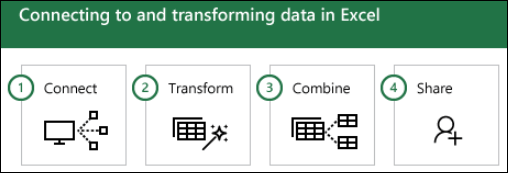 Connecting to and transforming data in Excel
1 Connect
2 Transform
3 Combine
4 Share